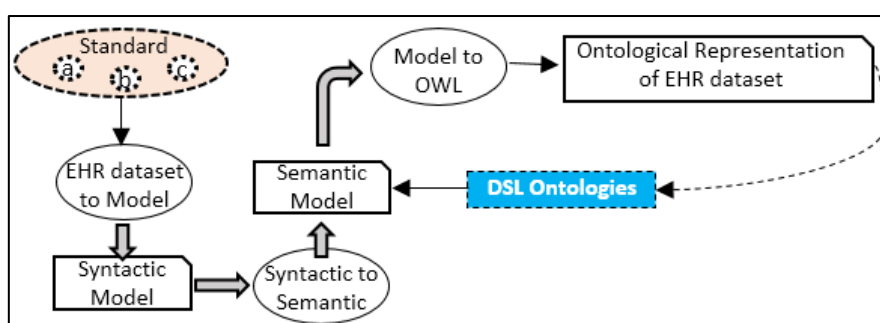 Standard
a
b
c
EHR dataset
to Model
Syntactic
Model
Syntactic to
Semantic
Semantic
Model
Model to
OWL
Ontological Representation
of EHR dataset
DSL Ontologies